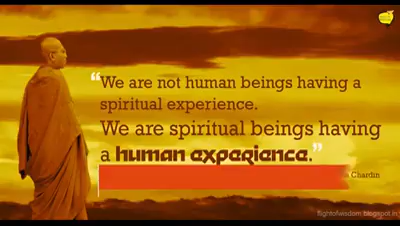 “We are not human beings having a
spiritual experience.
We are spiritual beings having
a human experience.”
Chardin
flightofwisdom.blogspot.in